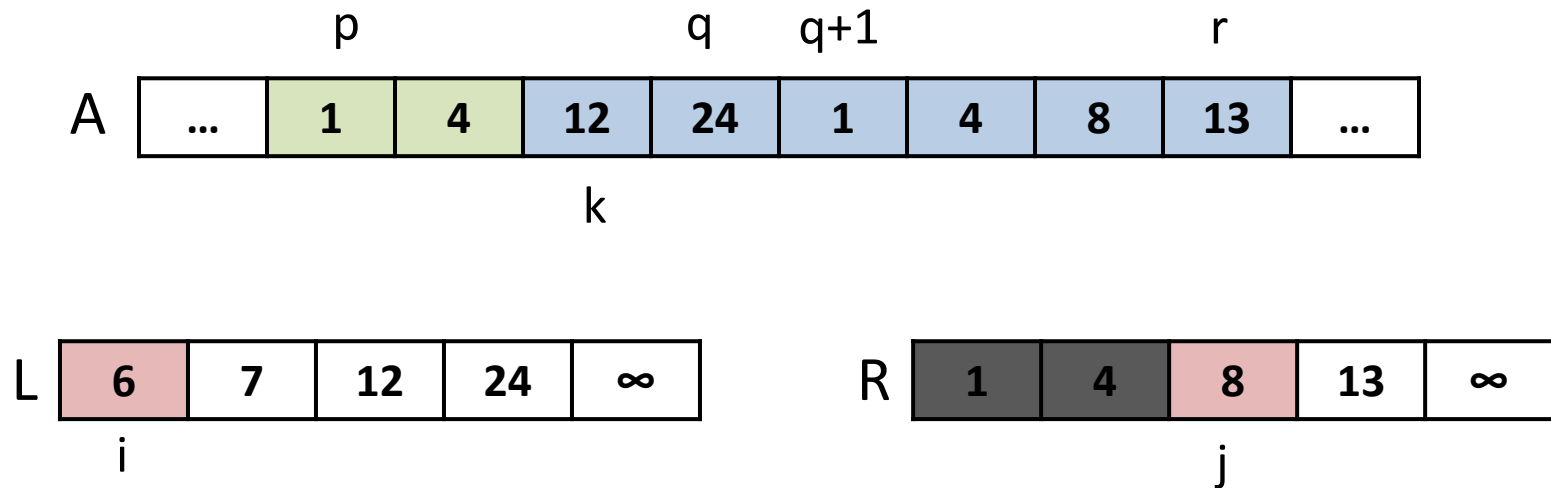 p q q+1 r
A ... 1 4 12 24 1 4 8 13 ...
k
L 6 7 12 24 ∞ R 1 4 8 13 ∞
i j